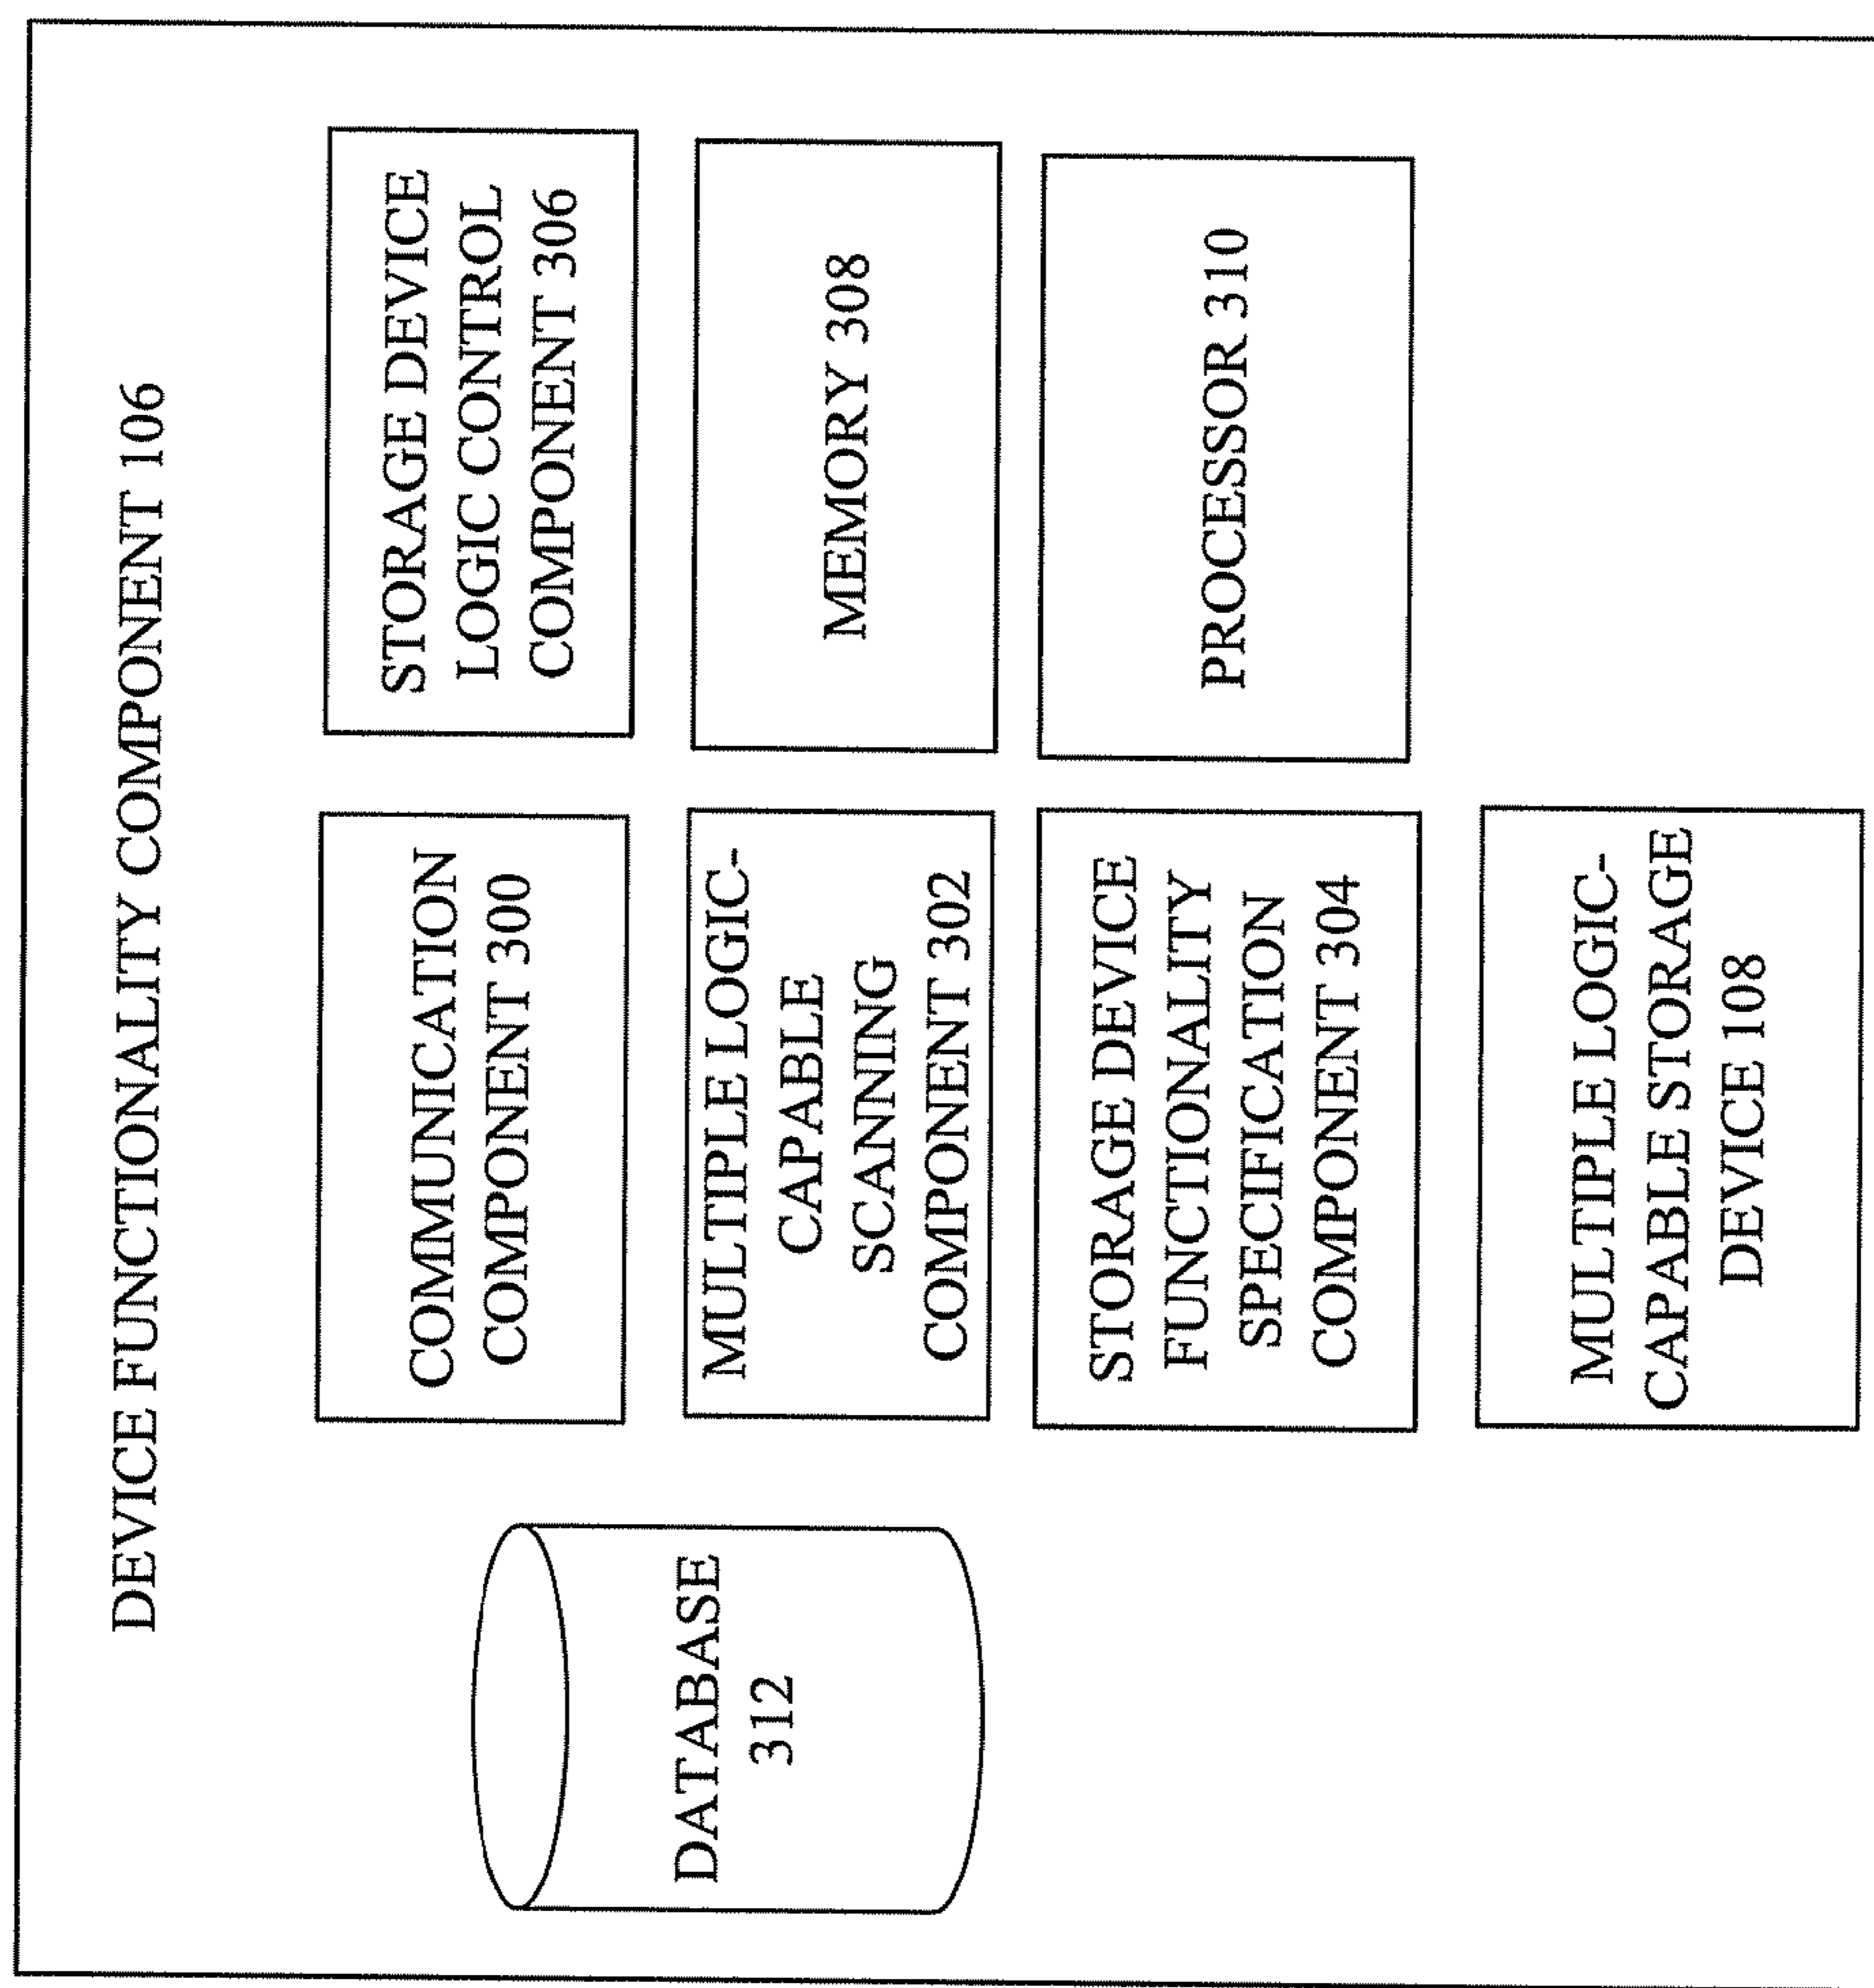 DEVICE FUNCTIONALITY COMPONENT 106
DATABASE
312
COMMUNICATION
COMPONENT 300
MULTIPLE LOGIC-
CAPABLE
SCANNING
COMPONENT 302
STORAGE DEVICE
FUNCTIONALITY
SPECIFICATION
COMPONENT 304
MULTIPLE LOGIC-
CAPABLE STORAGE
DEVICE 108
STORAGE DEVICE
LOGIC CONTROL
COMPONENT 306
MEMORY 308
PROCESSOR 310